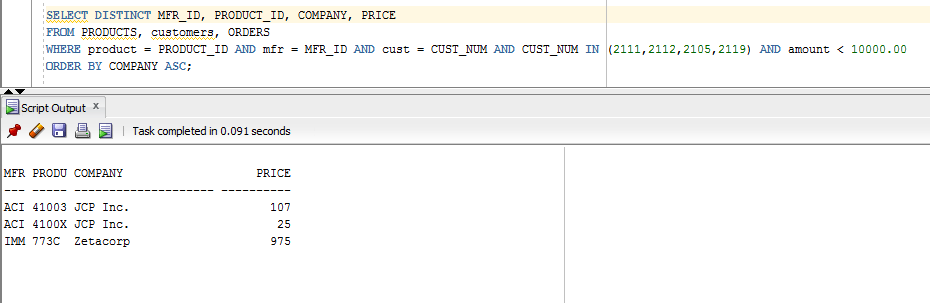 SELECT DISTINCT MFR_ID, PRODUCT_ID, COMPANY, PRICE
FROM PRODUCTS, customers, ORDERS
WHERE product = PRODUCT_ID AND mfr = MFR_ID AND cust = CUST_NUM AND CUST_NUM IN (2111,2112,2105,2119) AND amount < 10000.00
ORDER BY COMPANY ASC;
Script Output x
Task completed in 0.091 seconds
MFR PRODU COMPANY PRICE
--- ----- -------------------- ----------
ACI 41003 JCP Inc. 107
ACI 4100X JCP Inc. 25
IMM 773C Zetacorp 975